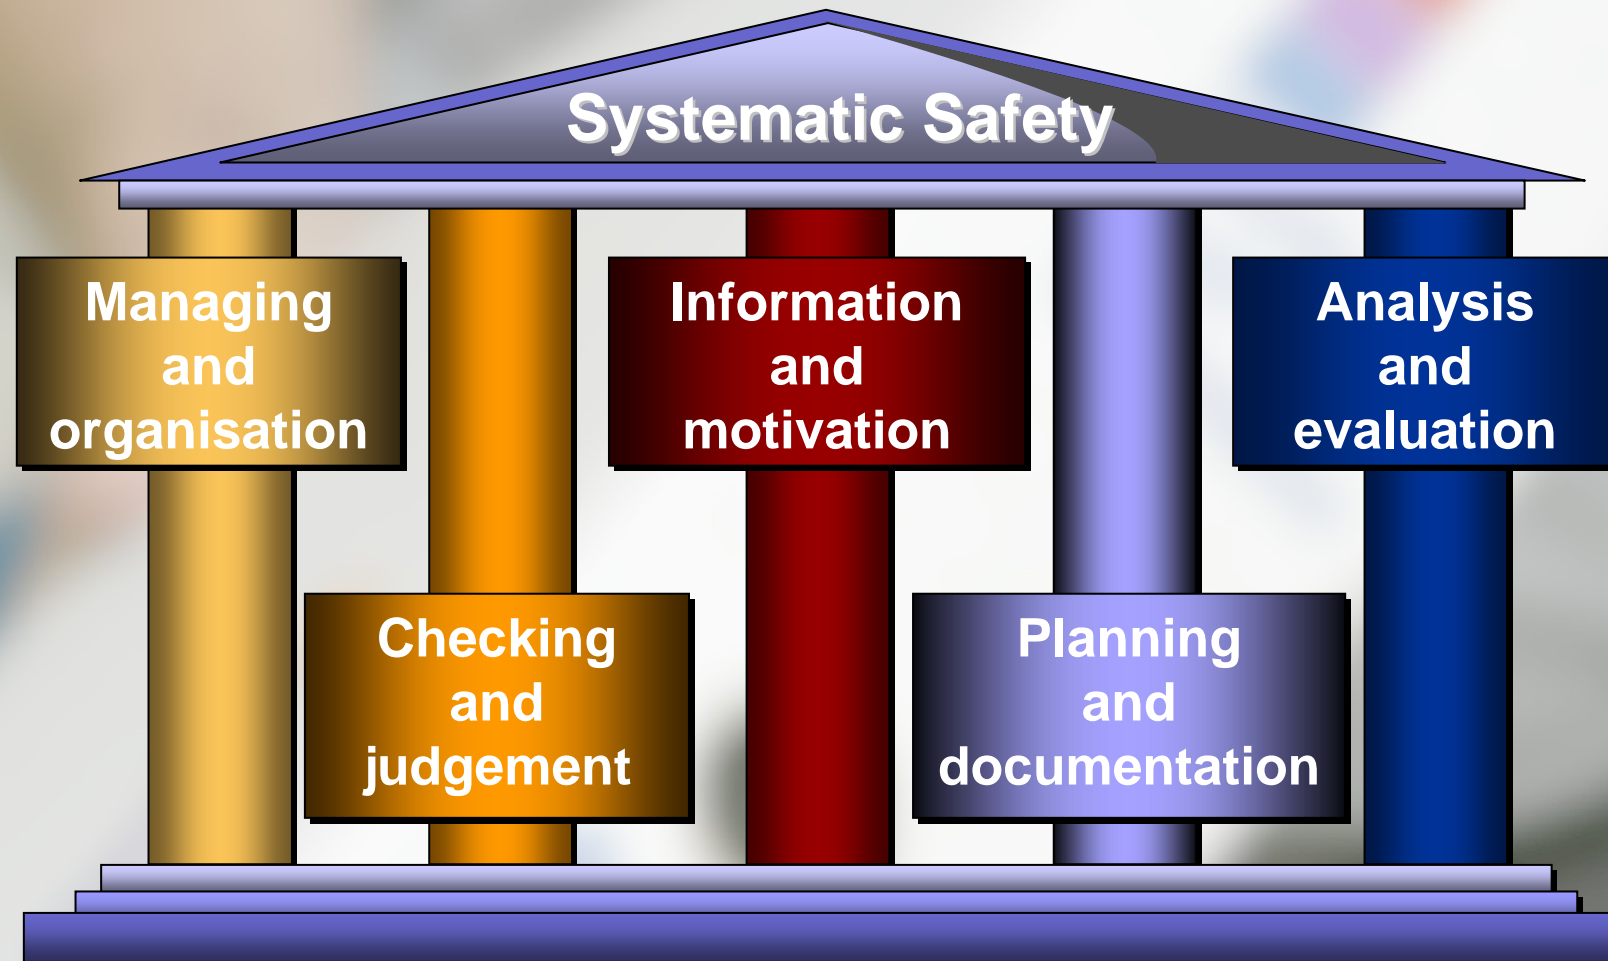 Systematic Safety
Managing
and
organisation
Information
and
motivation
Analysis
and
evaluation
Checking
and
judgement
Planning
and
documentation